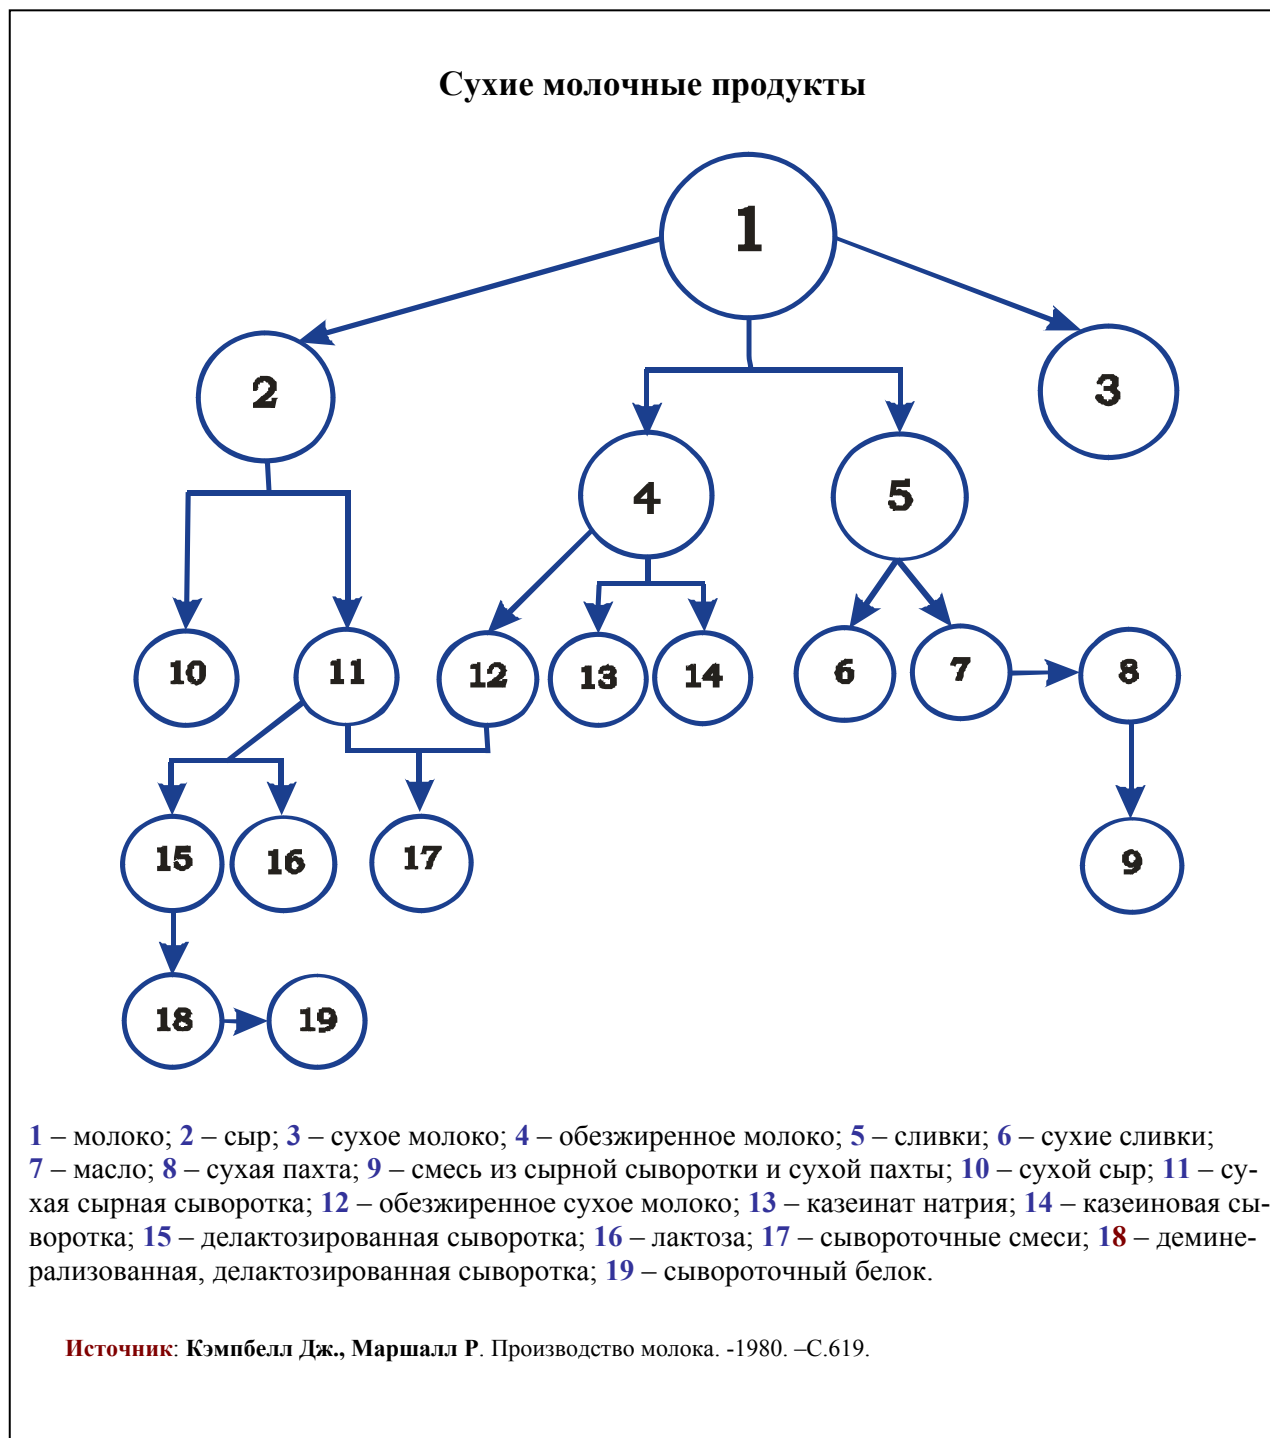 Сухие молочные продукты
1
2
3
4
5
10
11
12
13
14
6
7
8
15
16
17
9
18
19
1 – молоко; 2 – сыр; 3 – сухое молоко; 4 – обезжиренное молоко; 5 – сливки; 6 – сухие сливки;
7 – масло; 8 – сухая пахта; 9 – смесь из сырной сыворотки и сухой пахты; 10 – сухой сыр; 11 – су-
хая сырная сыворотка; 12 – обезжиренное сухое молоко; 13 – казеинат натрия; 14 – казеиновая сы-
воротка; 15 – делактозированная сыворотка; 16 – лактоза; 17 – сывороточные смеси; 18 – демине-
рализованная, делактозированная сыворотка; 19 – сывороточный белок.
Источник: Кэмпбелл Дж., Маршалл Р. Производство молока. -1980. –С.619.